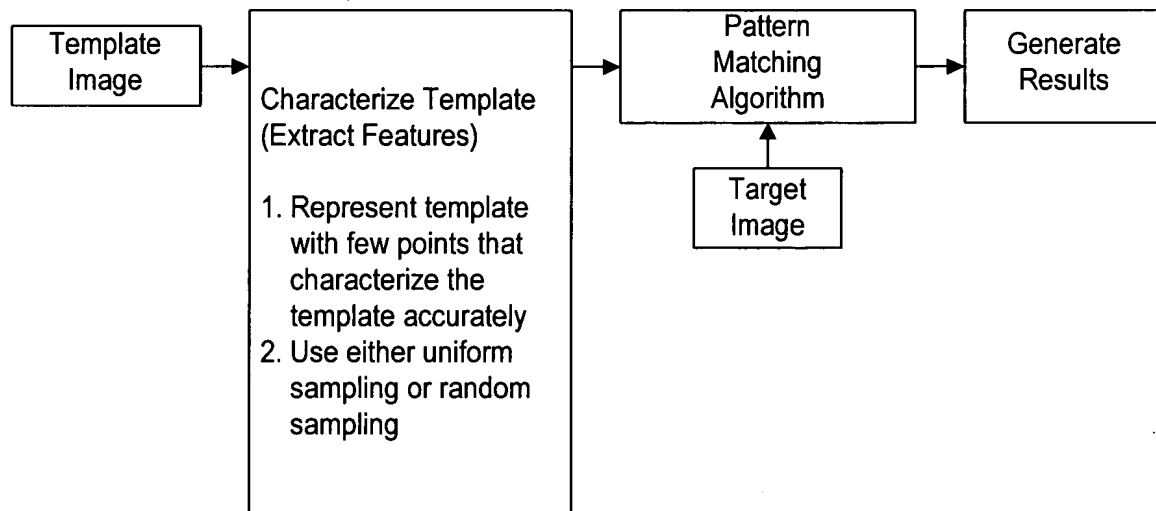 Template
Image
Characterize Template
(Extract Features)
1. Represent template
with few points that
characterize the
template accurately
2. Use either uniform
sampling or random
sampling
Pattern
Matching
Algorithm
Target
Image
Generate
Results